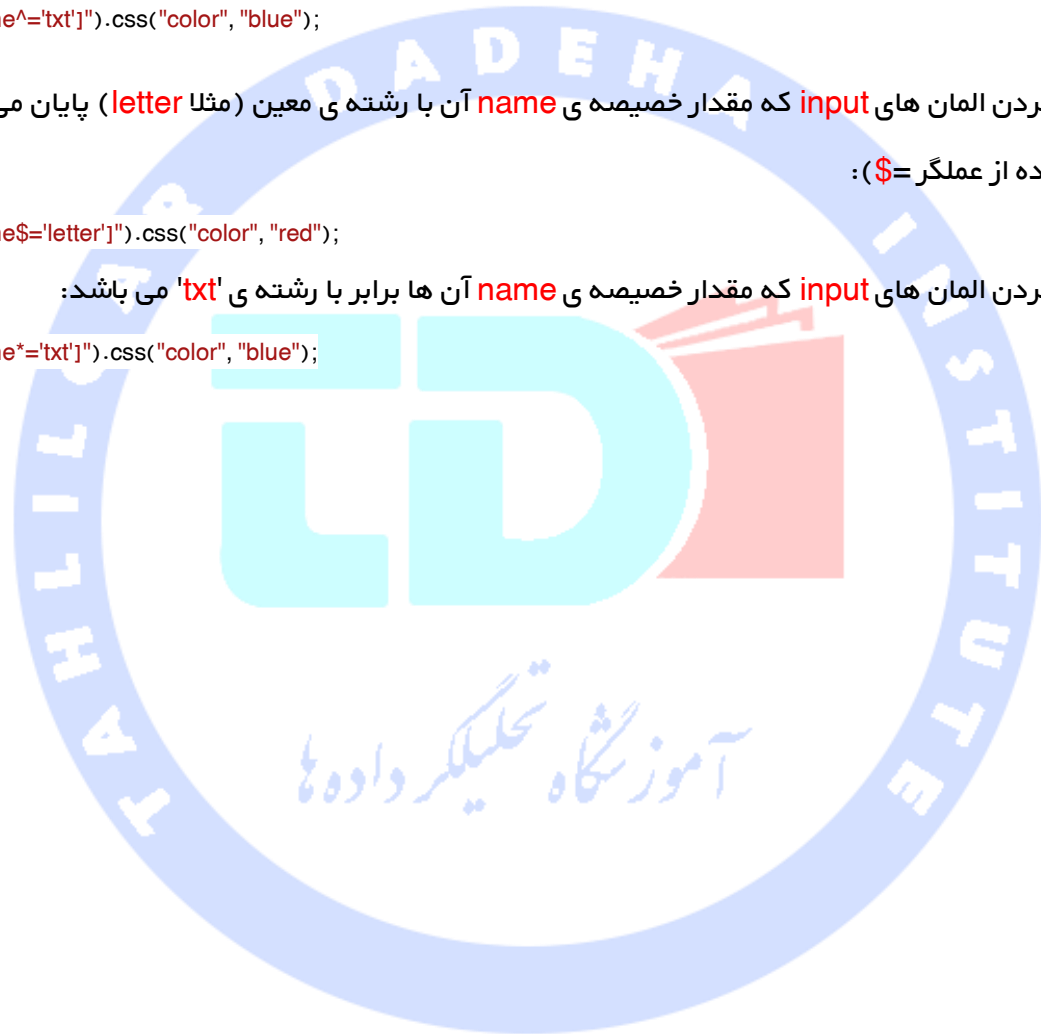 e^='txt']").css("color", "blue");
ردن المان های input که مقدار خصیصه ی name آن با رشته ی معین (مثلا letter) پایان می
ده از عملگر =$):
e$='letter']").css("color", "red");
ردن المان های input که مقدار خصیصه ی name آن ها برابر با رشته ی 'txt' می باشد:
e*='txt']").css("color", "blue");
TAHLILGAR DADEHA INSTITUTE
آموزشگاه تحلیلگر داده ها